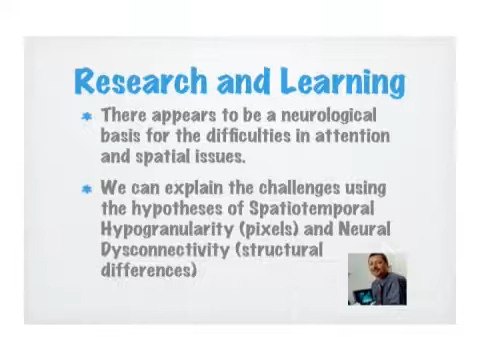 Research and Learning
There appears to be a neurological
basis for the difficulties in attention
and spatial issues.
We can explain the challenges using
the hypotheses of Spatiotemporal
Hypogranularity (pixels) and Neural
Dysconnectivity (structural
differences)